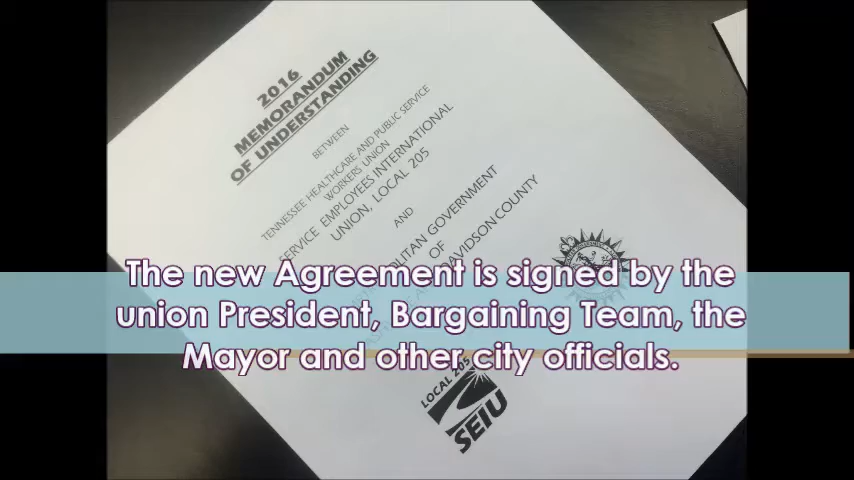 2016
MEMORANDUM
OF UNDERSTANDING
BETWEEN
TENNESSEE HEALTHCARE AND PUBLIC SERVICE
WORKERS UNION
SERVICE EMPLOYEES INTERNATIONAL
UNION, LOCAL 205
AND
GOVERNMENT
OF
DAVIDSON COUNTY
The new Agreement is signed by the
union President, Bargaining Team, the
Mayor and other city officials.
LOCAL 205
SEIU